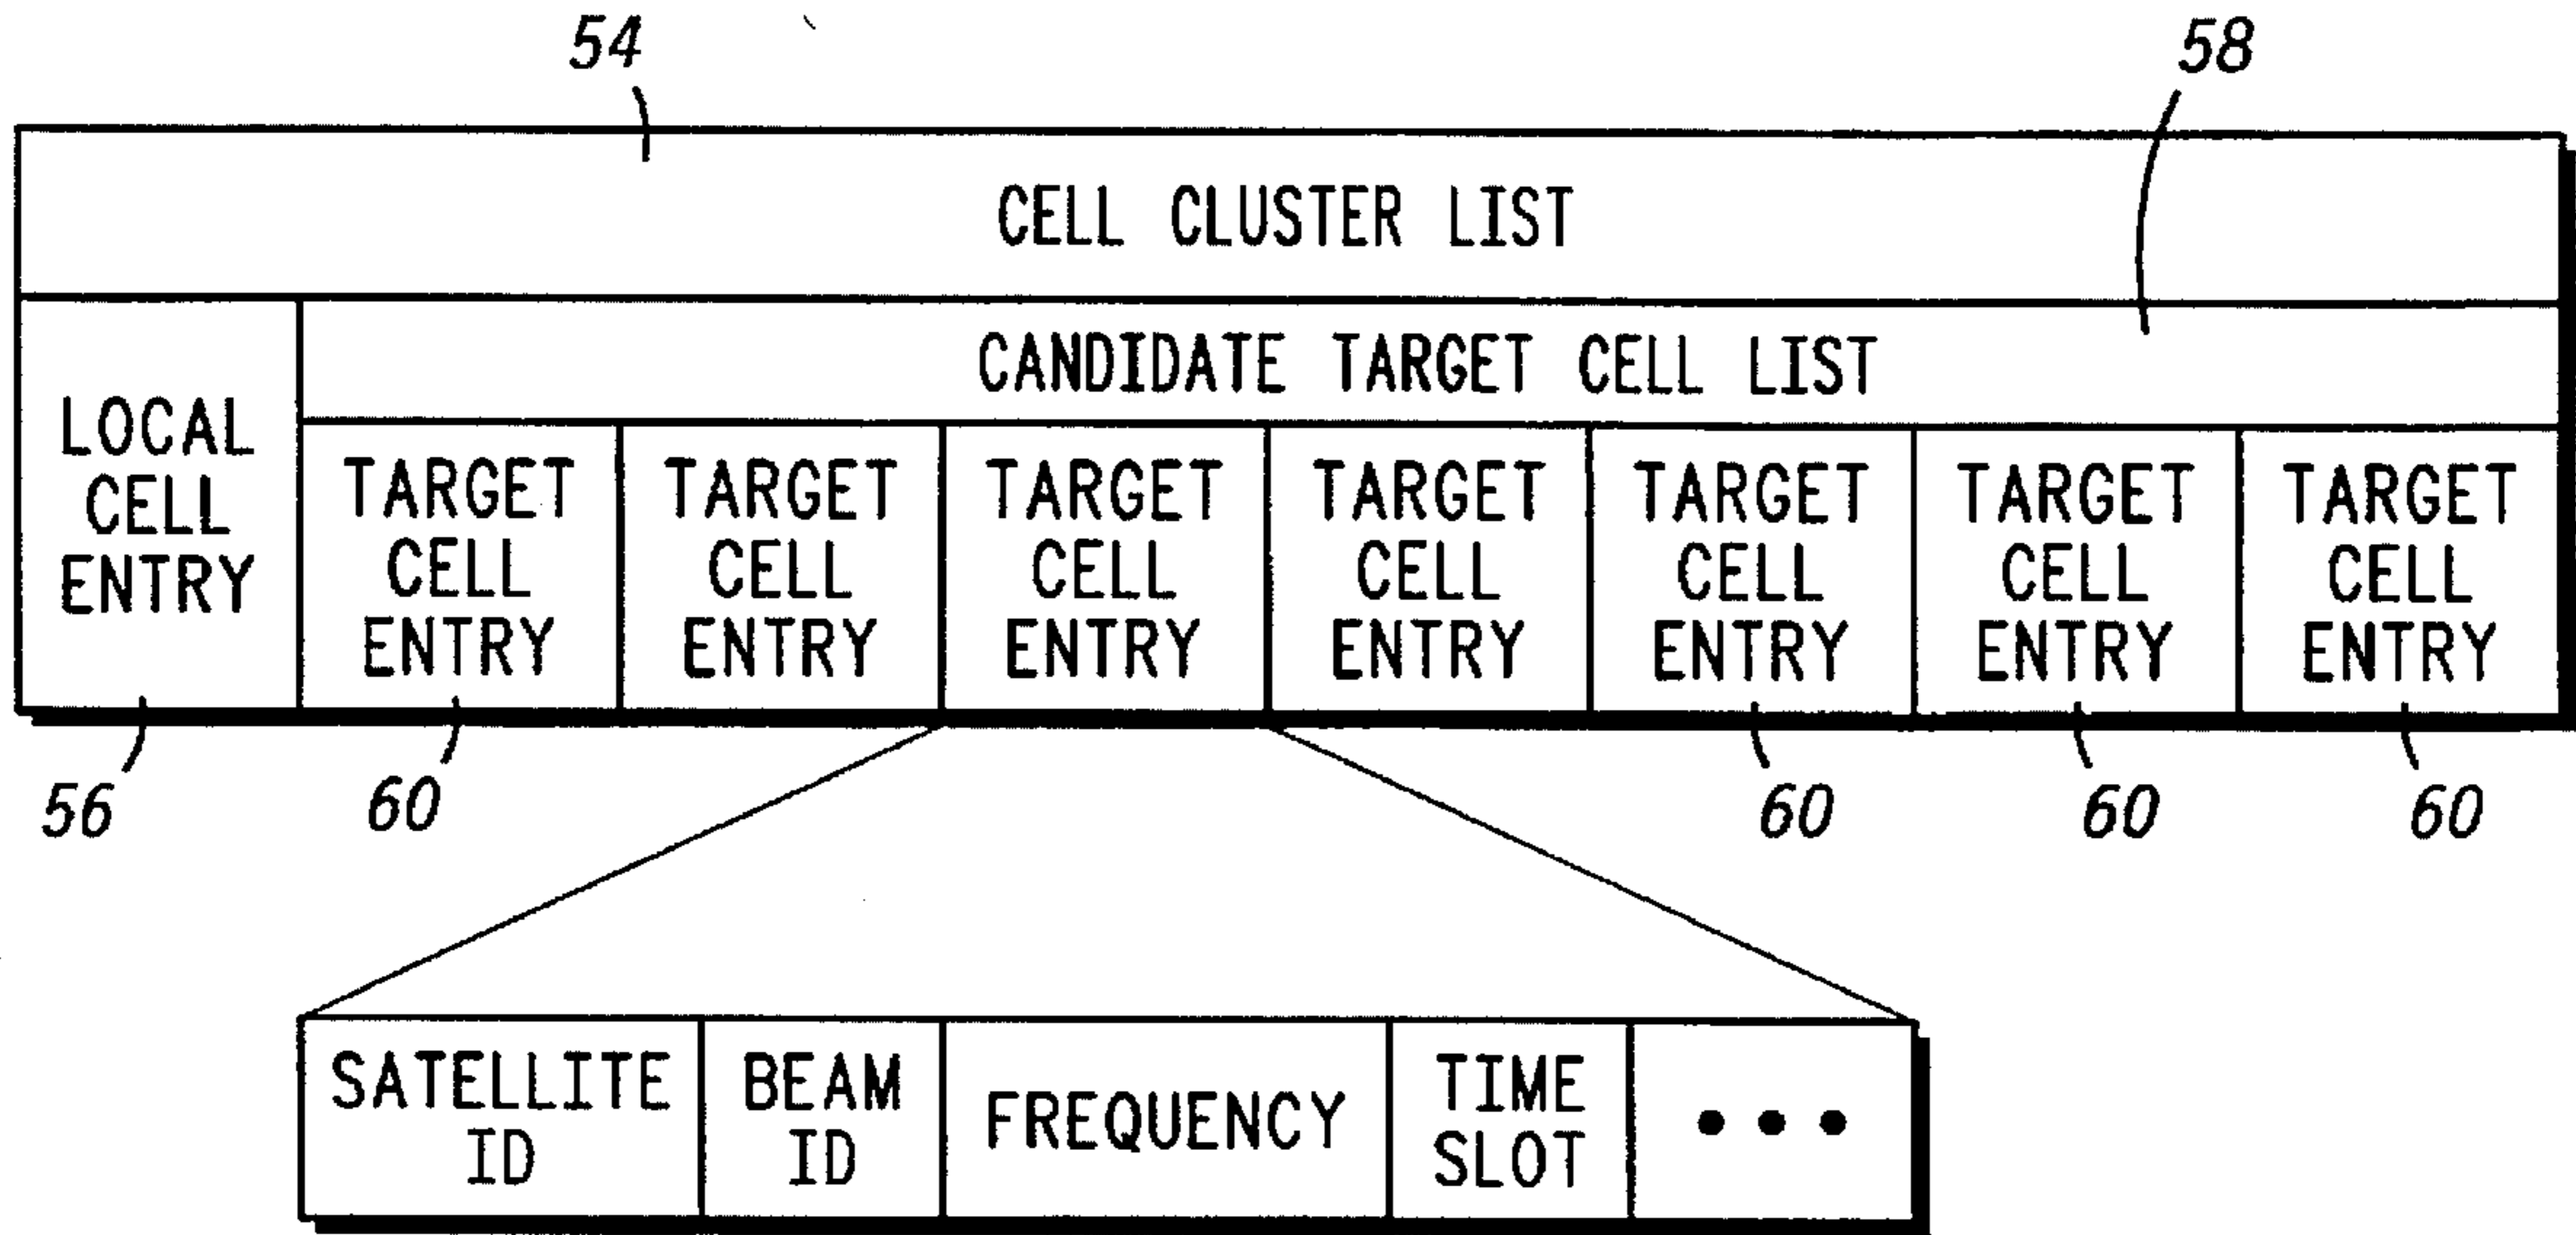 54
58
CELL CLUSTER LIST
CANDIDATE TARGET CELL LIST
LOCAL
CELL
ENTRY
TARGET
CELL
ENTRY
TARGET
CELL
ENTRY
TARGET
CELL
ENTRY
TARGET
CELL
ENTRY
TARGET
CELL
ENTRY
TARGET
CELL
ENTRY
TARGET
CELL
ENTRY
56
60
60
60
60
SATELLITE
ID
BEAM
ID
FREQUENCY
TIME
SLOT
• • •